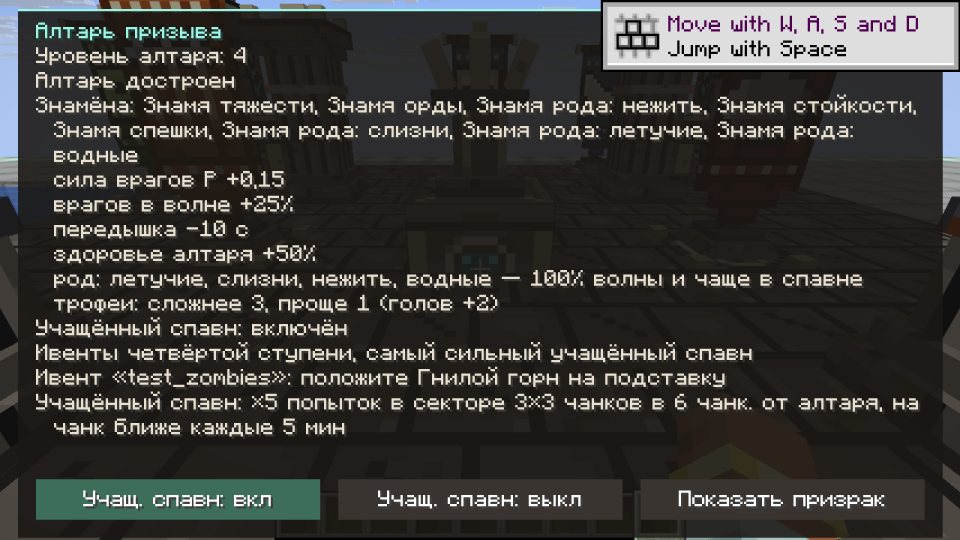 Алтарь призыва
Move with W, A, S and D
Jump with Space
Уровень алтаря: 4
Алтарь достроен
Знамёна: Знамя тяжести, Знамя орды, Знамя рода: нежить, Знамя стойкости,
Знамя спешки, Знамя рода: слизни, Знамя рода: летучие, Знамя рода:
водные
сила врагов P +0,15
врагов в волне +25%
передышка -10 с
здоровье алтаря +50%
род: летучие, слизни, нежить, водные — 100% волны и чаще в спавне
трофеи: сложнее 3, проще 1 (голов +2)
Учащённый спавн: включён
Ивенты четвёртой ступени, самый сильный учащённый спавн
Ивент «test_zombies»: положите Гнилой горн на подставку
Учащённый спавн: ×5 попыток в секторе 3×3 чанков в 6 чанк. от алтаря, на
чанк ближе каждые 5 мин
Учащ. спавн: вкл
Учащ. спавн: выкл
Показать призрак